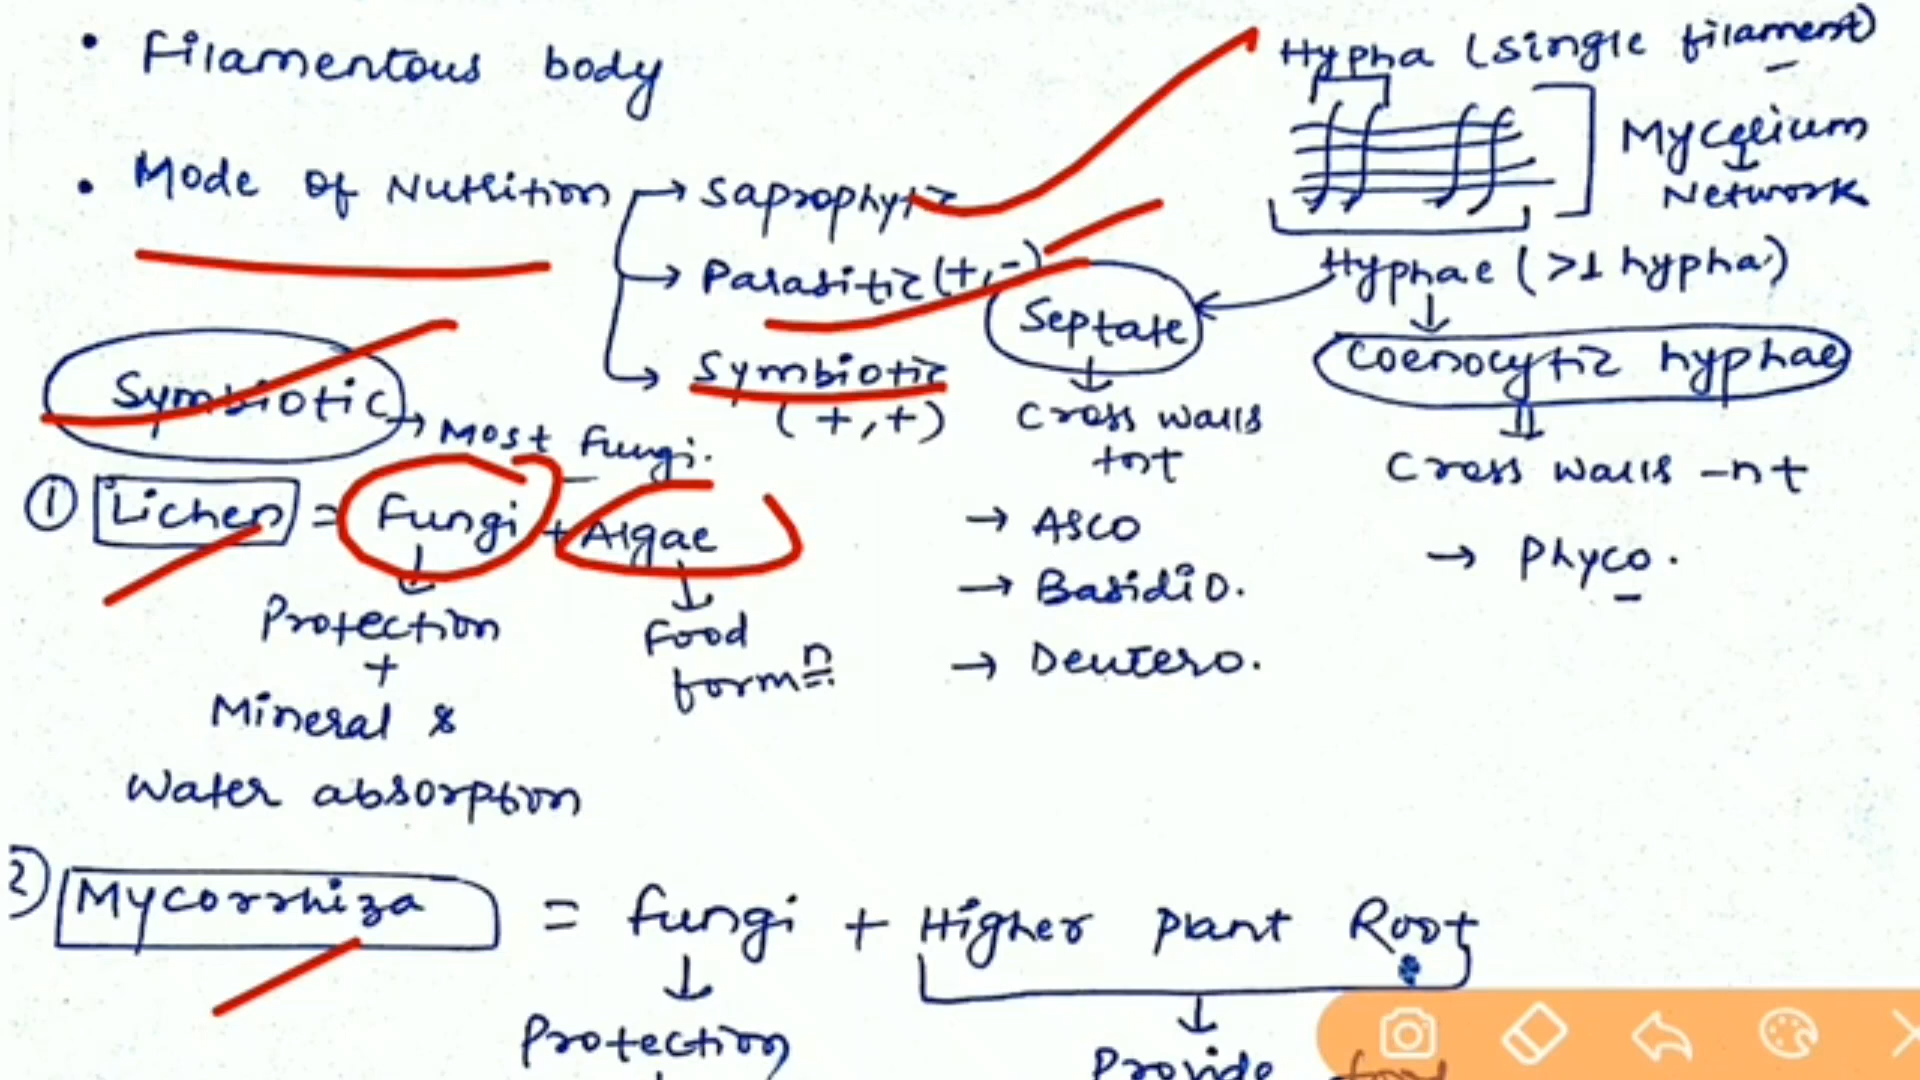 • Filamentous body
Hypha (single filament)
Mycelium
Network
• Mode of Nutrition
→ Saprophytic
→ Parasitic (+,-)
→ Symbiotic
(+,+)
Hyphae (>1 hypha)
Septate
↓
Cross walls
+nt
→ Asco
→ Basidio.
→ Deutero.
↓
Coenocytic hyphae
⇓
Cross walls -nt
→ Phyco.
Symbiotic → Most fungi.
① Lichen = Fungi + Algae
↓
Protection
+
Mineral &
Water absorption
↓
Food
formn
2) Mycorrhiza = fungi + Higher plant Root
↓
Protection
↓
Provide food